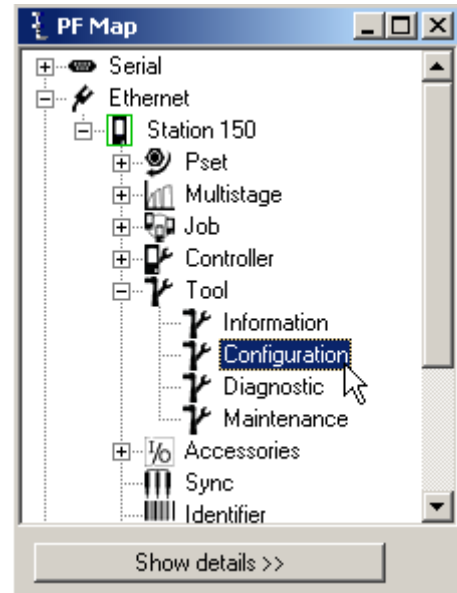 PF Map
Serial
Ethernet
Station 150
Pset
Multistage
Job
Controller
Tool
Information
Configuration
Diagnostic
Maintenance
I/O Accessories
Sync
Identifier
Show details >>